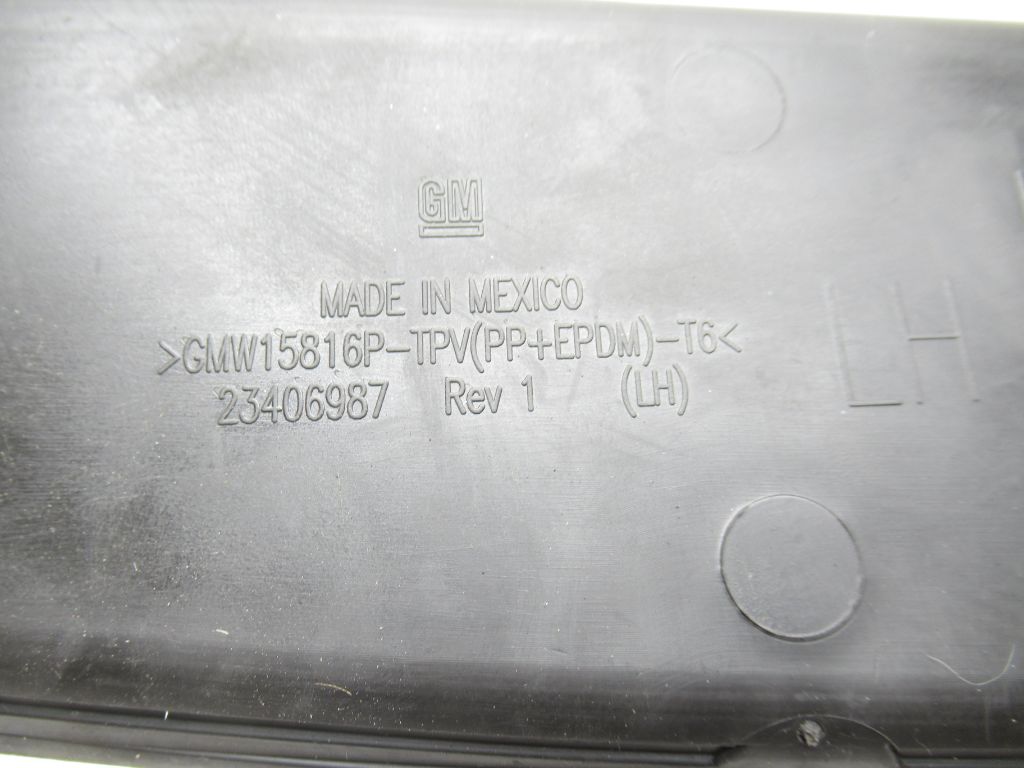 GM
MADE IN MEXICO
>GMW15816P-TPV(PP+EPDM)-T6<
23406987 Rev 1 (LH)
LH